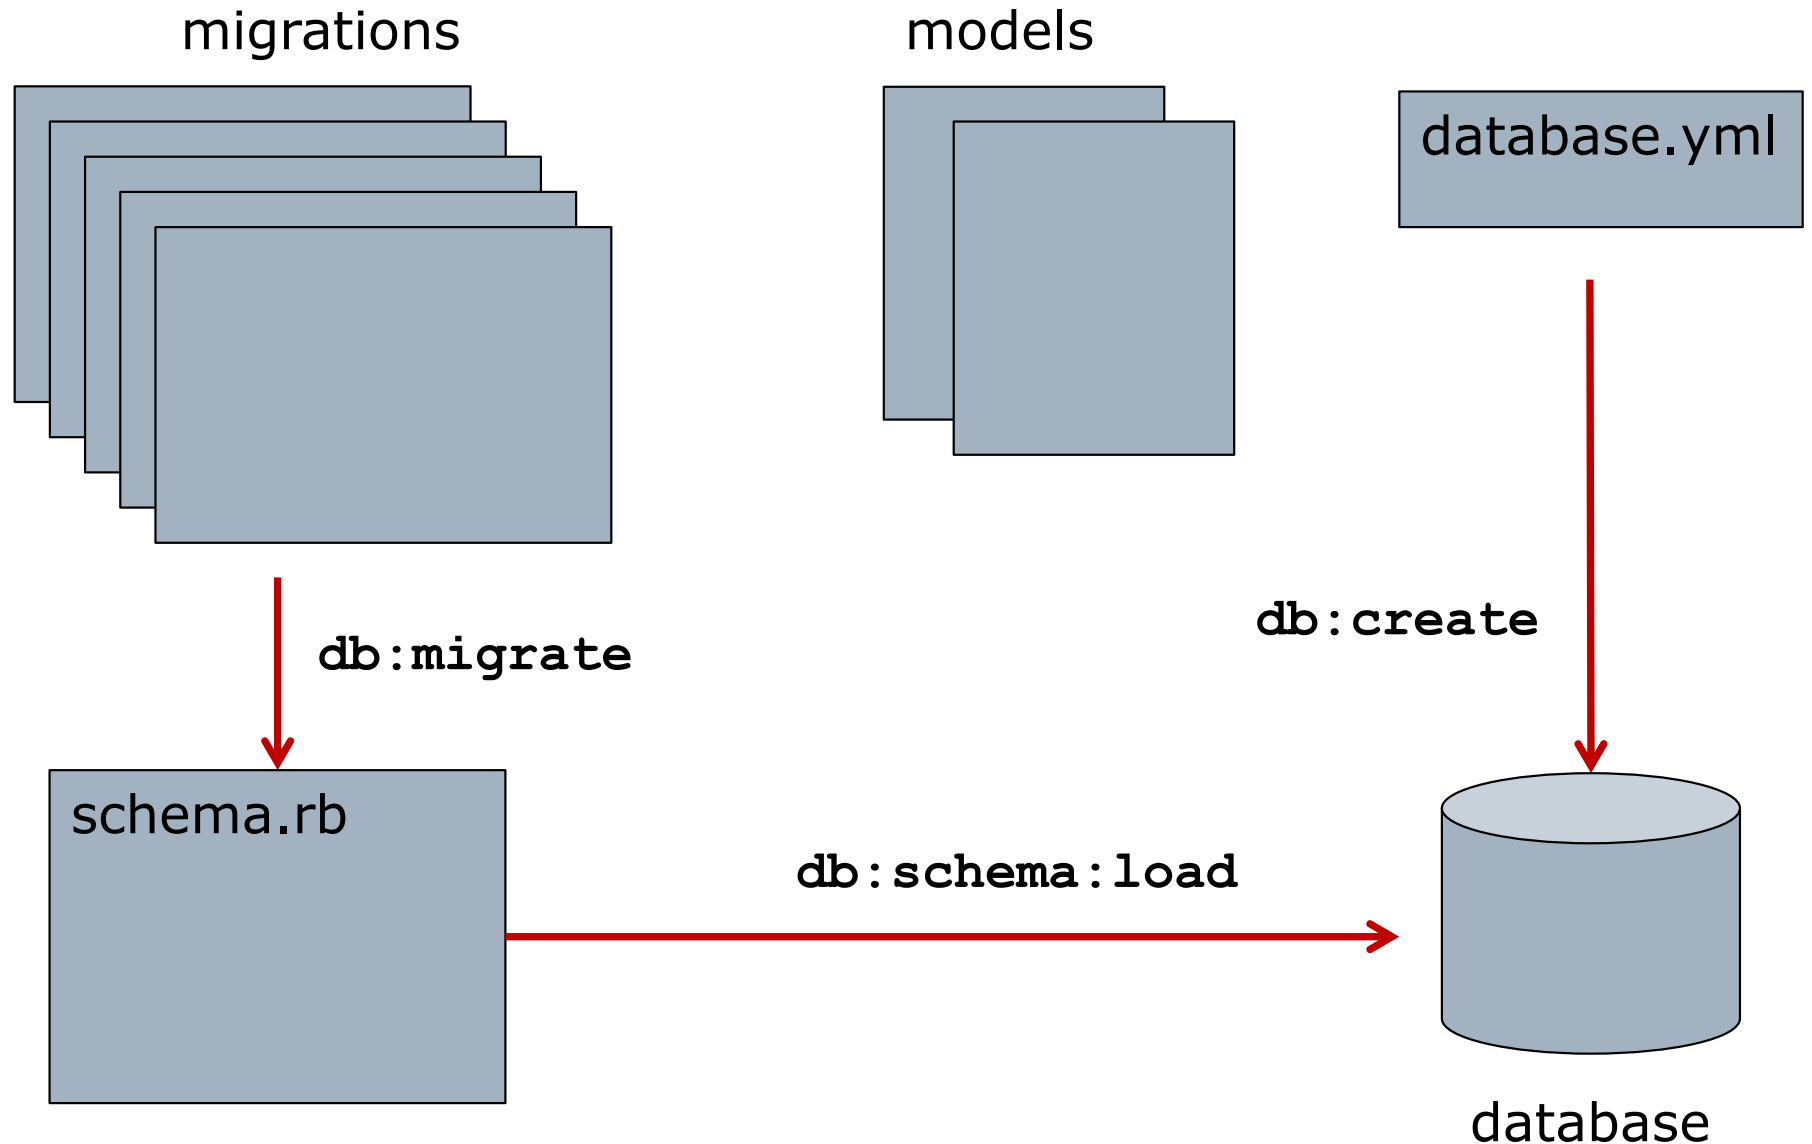 migrations
models
database.yml
db:migrate
db:create
schema.rb
db:schema:load
database